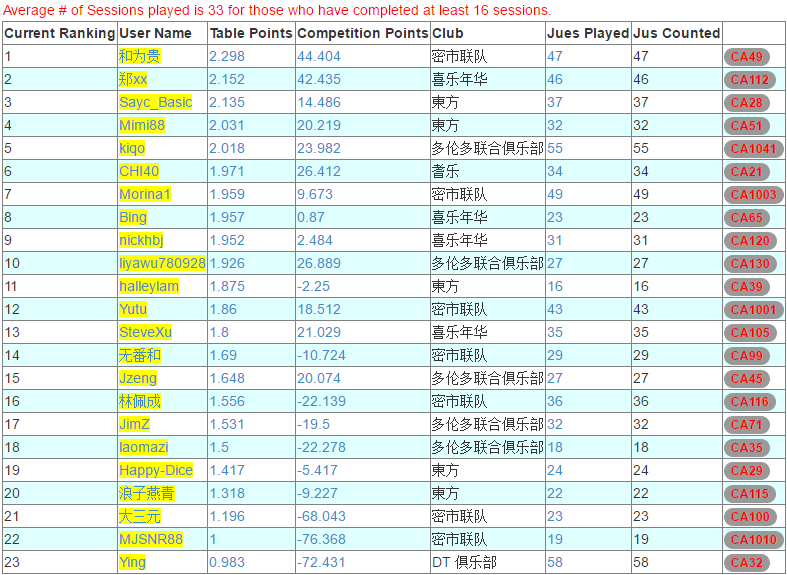 Average # of Sessions played is 33 for those who have completed at least 16 sessions.
Current Ranking User Name Table Points Competition Points Club Jues Played Jus Counted
1 和为贵 2.298 44.404 密市联队 47 47 CA49
2 郑xx 2.152 42.435 喜乐年华 46 46 CA112
3 Sayc_Basic 2.135 14.486 東方 37 37 CA28
4 Mimi88 2.031 20.219 東方 32 32 CA51
5 kiqo 2.018 23.982 多伦多联合俱乐部 55 55 CA1041
6 CHI40 1.971 26.412 耆乐 34 34 CA21
7 Morina1 1.959 9.673 密市联队 49 49 CA1003
8 Bing 1.957 0.87 喜乐年华 23 23 CA65
9 nickhbj 1.952 2.484 喜乐年华 31 31 CA120
10 liyawu780928 1.926 26.889 多伦多联合俱乐部 27 27 CA130
11 halleylam 1.875 -2.25 東方 16 16 CA39
12 Yutu 1.86 18.512 密市联队 43 43 CA1001
13 SteveXu 1.8 21.029 喜乐年华 35 35 CA105
14 无番和 1.69 -10.724 密市联队 29 29 CA99
15 Jzeng 1.648 20.074 多伦多联合俱乐部 27 27 CA45
16 林佩成 1.556 -22.139 密市联队 36 36 CA116
17 JimZ 1.531 -19.5 多伦多联合俱乐部 32 32 CA71
18 laomazi 1.5 -22.278 多伦多联合俱乐部 18 18 CA35
19 Happy-Dice 1.417 -5.417 東方 24 24 CA29
20 浪子燕青 1.318 -9.227 東方 22 22 CA115
21 大三元 1.196 -68.043 密市联队 23 23 CA100
22 MJSNR88 1 -76.368 密市联队 19 19 CA1010
23 Ying 0.983 -72.431 DT 俱乐部 58 58 CA32